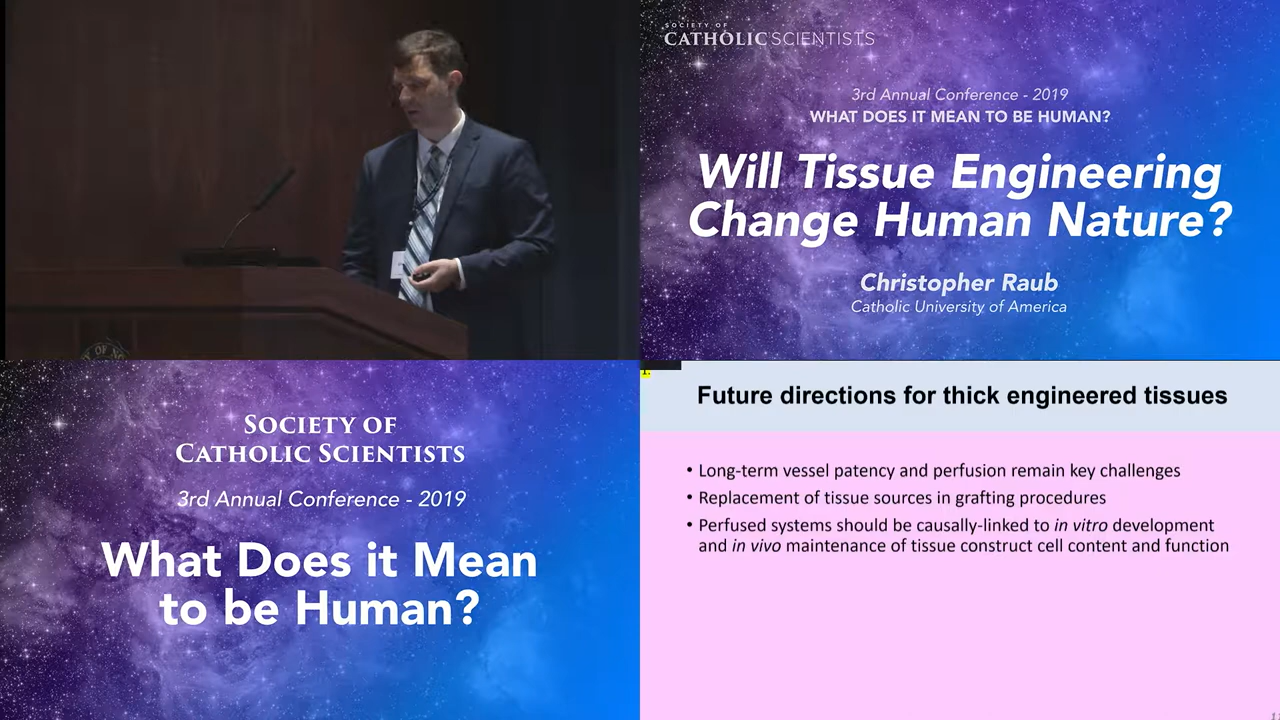 Y OF NO
SOCIETY OF
CATHOLIC SCIENTISTS
3rd Annual Conference - 2019
WHAT DOES IT MEAN TO BE HUMAN?
Will Tissue Engineering
Change Human Nature?
Christopher Raub
Catholic University of America
SOCIETY OF
CATHOLIC SCIENTISTS
3rd Annual Conference - 2019
What Does it Mean
to be Human?
1.
Future directions for thick engineered tissues
• Long-term vessel patency and perfusion remain key challenges
• Replacement of tissue sources in grafting procedures
• Perfused systems should be causally-linked to in vitro development
and in vivo maintenance of tissue construct cell content and function